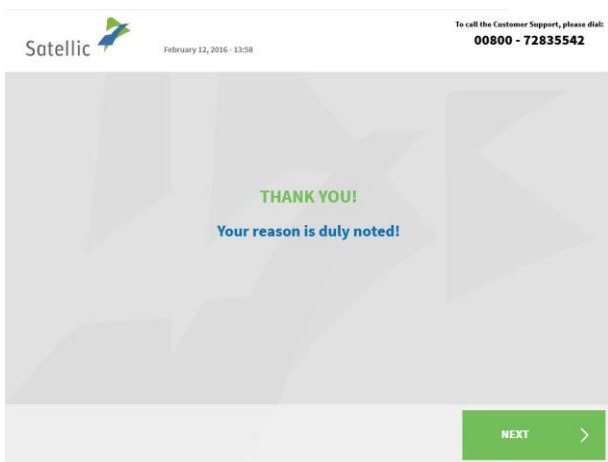 To call the Customer Support, please dial:
00800 - 72835542
Satellic
February 12, 2016 - 13:58
THANK YOU!
Your reason is duly noted!
NEXT